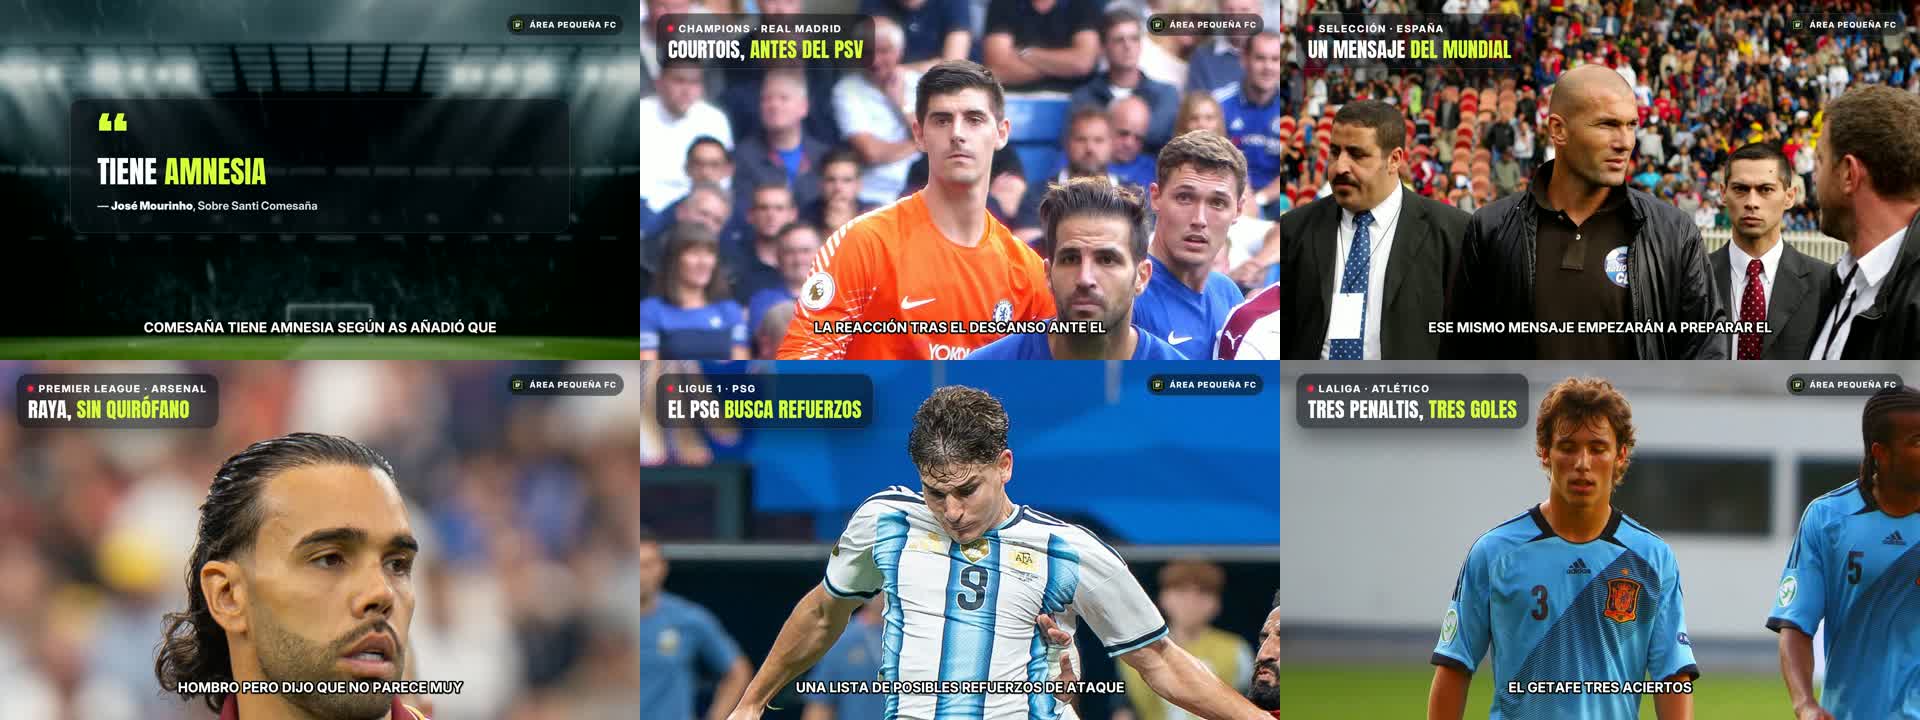 ÁREA PEQUEÑA FC
“
TIENE AMNESIA
— José Mourinho, Sobre Santi Comesaña
COMESAÑA TIENE AMNESIA SEGÚN AS AÑADIÓ QUE
CHAMPIONS · REAL MADRID
COURTOIS, ANTES DEL PSV
ÁREA PEQUEÑA FC
LA REACCIÓN TRAS EL DESCANSO ANTE EL
SELECCIÓN · ESPAÑA
UN MENSAJE DEL MUNDIAL
ÁREA PEQUEÑA FC
ESE MISMO MENSAJE EMPEZARÁN A PREPARAR EL
PREMIER LEAGUE · ARSENAL
RAYA, SIN QUIRÓFANO
ÁREA PEQUEÑA FC
HOMBRO PERO DIJO QUE NO PARECE MUY
LIGUE 1 · PSG
EL PSG BUSCA REFUERZOS
ÁREA PEQUEÑA FC
9
AFA
UNA LISTA DE POSIBLES REFUERZOS DE ATAQUE
LALIGA · ATLÉTICO
TRES PENALTIS, TRES GOLES
ÁREA PEQUEÑA FC
adidas
3
5
EL GETAFE TRES ACIERTOS